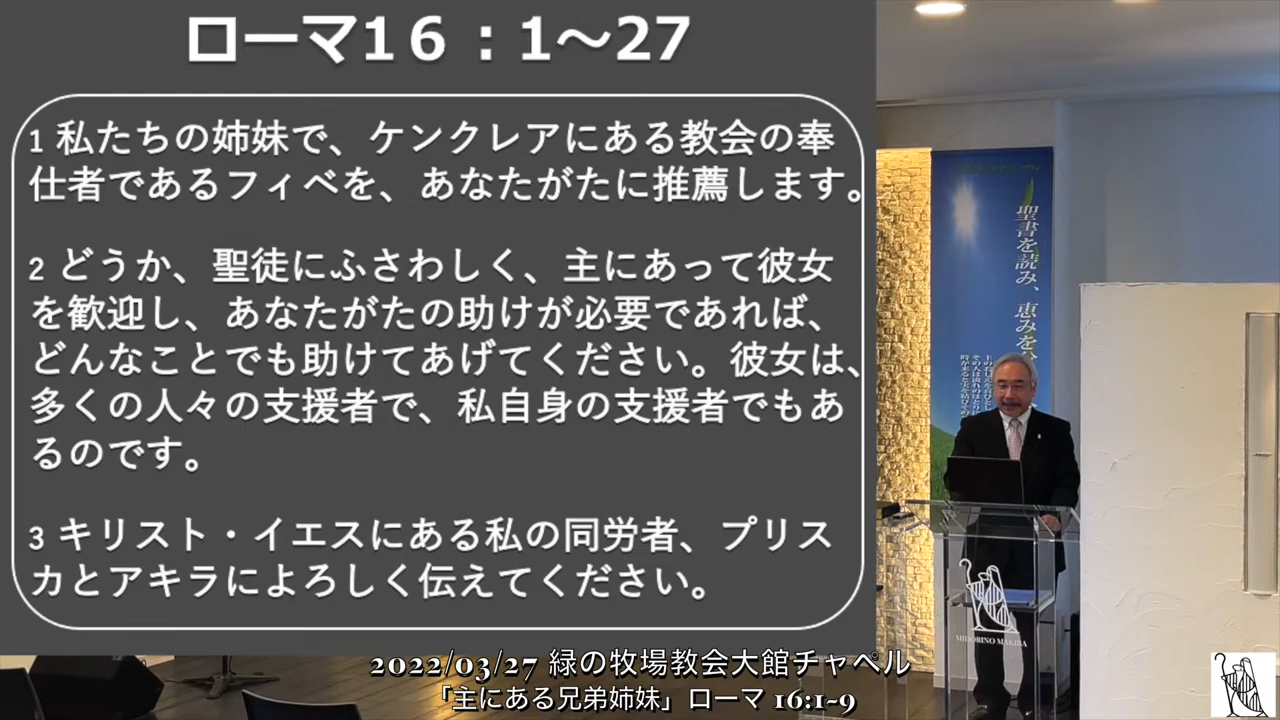 ローマ16：1〜27
1 私たちの姉妹で、ケンクレアにある教会の奉
仕者であるフィベを、あなたがたに推薦します。
2 どうか、聖徒にふさわしく、主にあって彼女
を歓迎し、あなたがたの助けが必要であれば、
どんなことでも助けてあげてください。彼女は、
多くの人々の支援者で、私自身の支援者でもあ
るのです。
3 キリスト・イエスにある私の同労者、プリス
カとアキラによろしく伝えてください。
聖書を読み、恵みを
MIDORINO MAKIBA
2022/03/27 緑の牧場教会大館チャペル
「主にある兄弟姉妹」ローマ 16:1-9